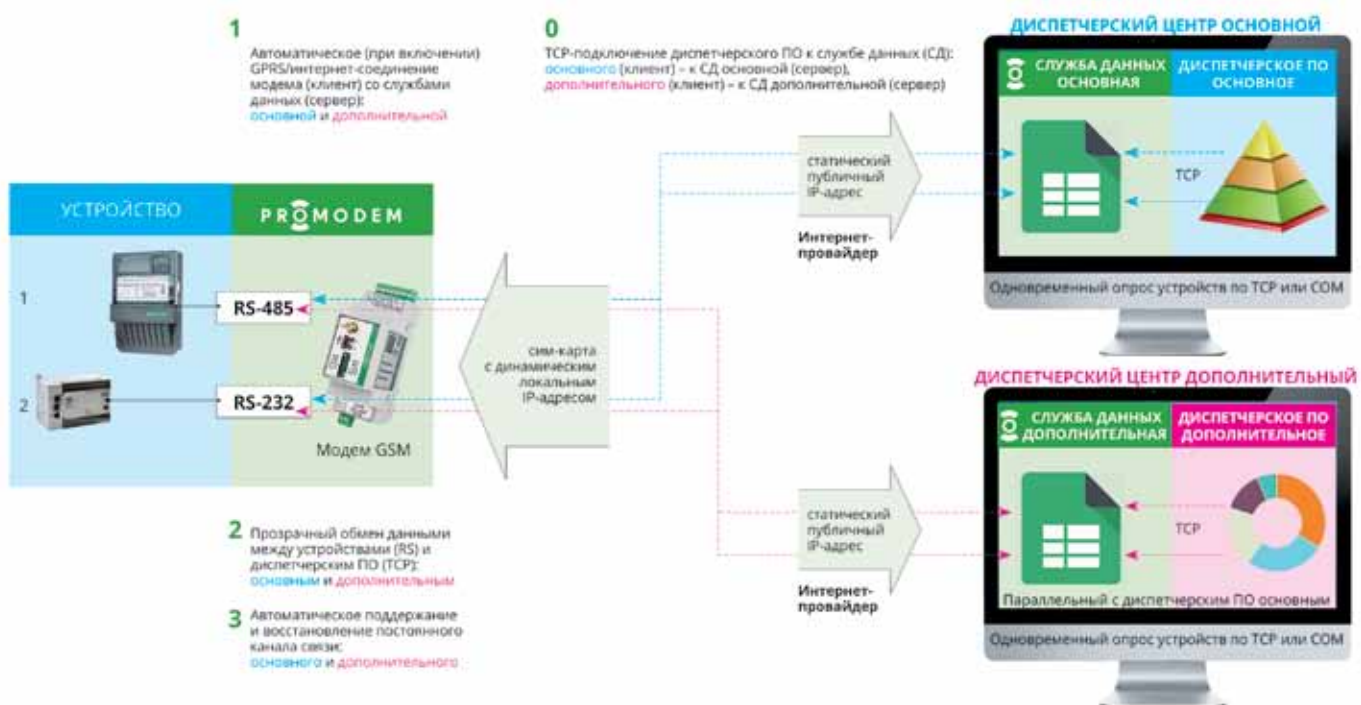 1
Автоматическое (при включении)
GPRS/интернет-соединение
модема (клиент) со службами
данных (сервер):
основной и дополнительной
0
TCP-подключение диспетчерского ПО к службе данных (СД):
основного (клиент) – к СД основной (сервер),
дополнительного (клиент) – к СД дополнительной (сервер)
ДИСПЕТЧЕРСКИЙ ЦЕНТР ОСНОВНОЙ
СЛУЖБА ДАННЫХ
ОСНОВНАЯ
ДИСПЕТЧЕРСКОЕ ПО
ОСНОВНОЕ
TCP
Одновременный опрос устройств по TCP или COM
статический
публичный
IP-адрес
Интернет-
провайдер
УСТРОЙСТВО
PROMODEM
1
RS-485
2
RS-232
Модем GSM
сим-карта
с динамическим
локальным
IP-адресом
ДИСПЕТЧЕРСКИЙ ЦЕНТР ДОПОЛНИТЕЛЬНЫЙ
СЛУЖБА ДАННЫХ
ДОПОЛНИТЕЛЬНАЯ
ДИСПЕТЧЕРСКОЕ ПО
ДОПОЛНИТЕЛЬНОЕ
TCP
Параллельный с диспетчерским ПО основным
Одновременный опрос устройств по TCP или COM
статический
публичный
IP-адрес
Интернет-
провайдер
2
Прозрачный обмен данными
между устройствами (RS) и
диспетчерским ПО (TCP):
основным и дополнительным
3
Автоматическое поддержание
и восстановление постоянного
канала связи:
основного и дополнительного